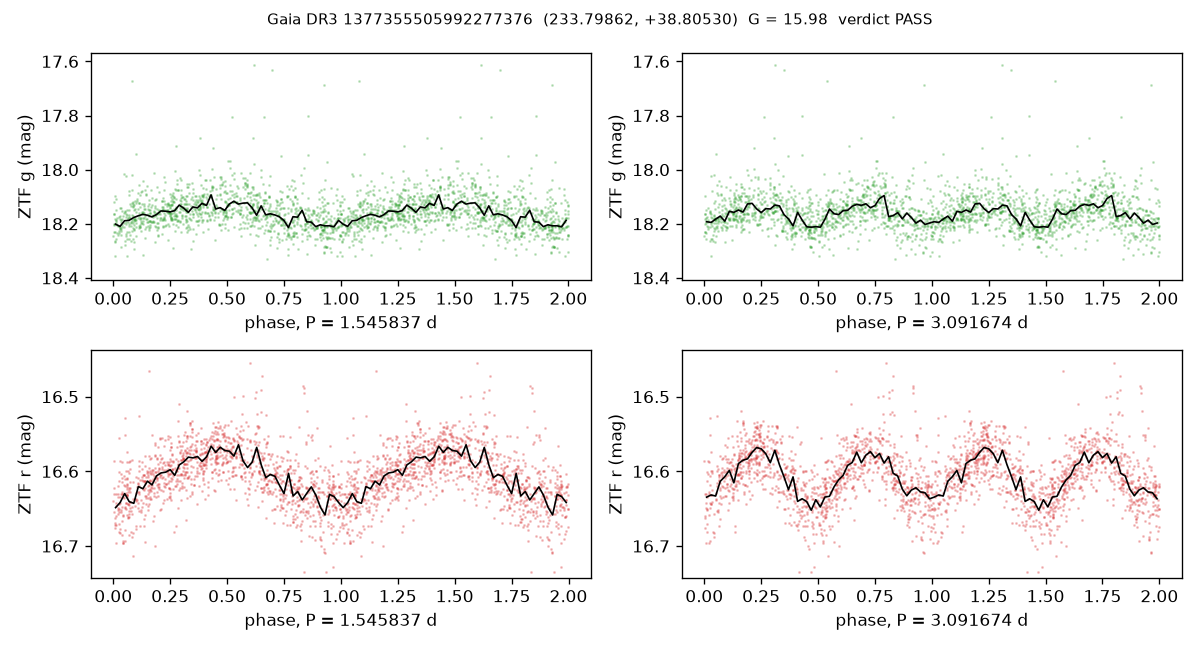 Gaia DR3 1377355505992277376 (233.79862, +38.80530) G = 15.98 verdict PASS
17.6
17.8
18.0
18.2
18.4
ZTF g (mag)
0.00 0.25 0.50 0.75 1.00 1.25 1.50 1.75 2.00
phase, P = 1.545837 d
17.6
17.8
18.0
18.2
18.4
ZTF g (mag)
0.00 0.25 0.50 0.75 1.00 1.25 1.50 1.75 2.00
phase, P = 3.091674 d
16.5
16.6
16.7
ZTF r (mag)
0.00 0.25 0.50 0.75 1.00 1.25 1.50 1.75 2.00
phase, P = 1.545837 d
16.5
16.6
16.7
ZTF r (mag)
0.00 0.25 0.50 0.75 1.00 1.25 1.50 1.75 2.00
phase, P = 3.091674 d